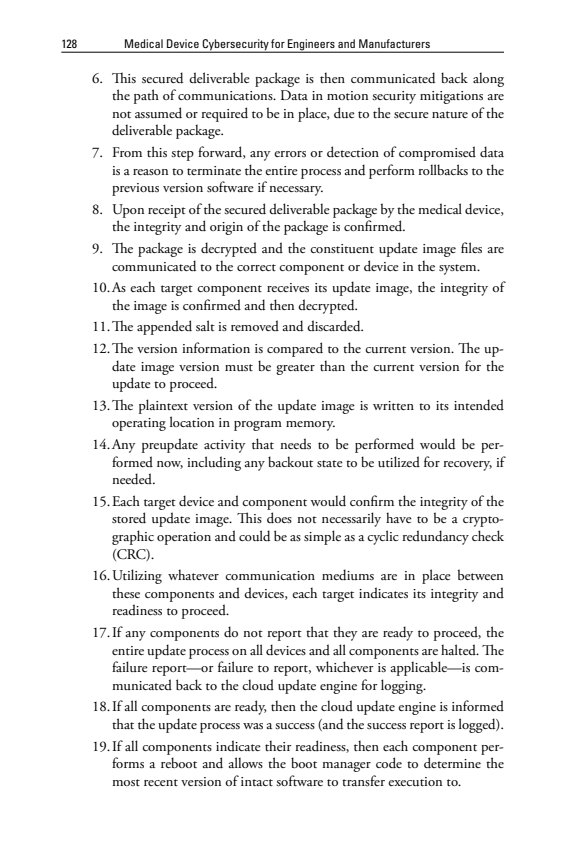 128 Medical Device Cybersecurity for Engineers and Manufacturers
6. This secured deliverable package is then communicated back along
the path of communications. Data in motion security mitigations are
not assumed or required to be in place, due to the secure nature of the
deliverable package.
7. From this step forward, any errors or detection of compromised data
is a reason to terminate the entire process and perform rollbacks to the
previous version software if necessary.
8. Upon receipt of the secured deliverable package by the medical device,
the integrity and origin of the package is confirmed.
9. The package is decrypted and the constituent update image files are
communicated to the correct component or device in the system.
10. As each target component receives its update image, the integrity of
the image is confirmed and then decrypted.
11. The appended salt is removed and discarded.
12. The version information is compared to the current version. The up-
date image version must be greater than the current version for the
update to proceed.
13. The plaintext version of the update image is written to its intended
operating location in program memory.
14. Any preupdate activity that needs to be performed would be per-
formed now, including any backout state to be utilized for recovery, if
needed.
15. Each target device and component would confirm the integrity of the
stored update image. This does not necessarily have to be a crypto-
graphic operation and could be as simple as a cyclic redundancy check
(CRC).
16. Utilizing whatever communication mediums are in place between
these components and devices, each target indicates its integrity and
readiness to proceed.
17. If any components do not report that they are ready to proceed, the
entire update process on all devices and all components are halted. The
failure report—or failure to report, whichever is applicable—is com-
municated back to the cloud update engine for logging.
18. If all components are ready, then the cloud update engine is informed
that the update process was a success (and the success report is logged).
19. If all components indicate their readiness, then each component per-
forms a reboot and allows the boot manager code to determine the
most recent version of intact software to transfer execution to.